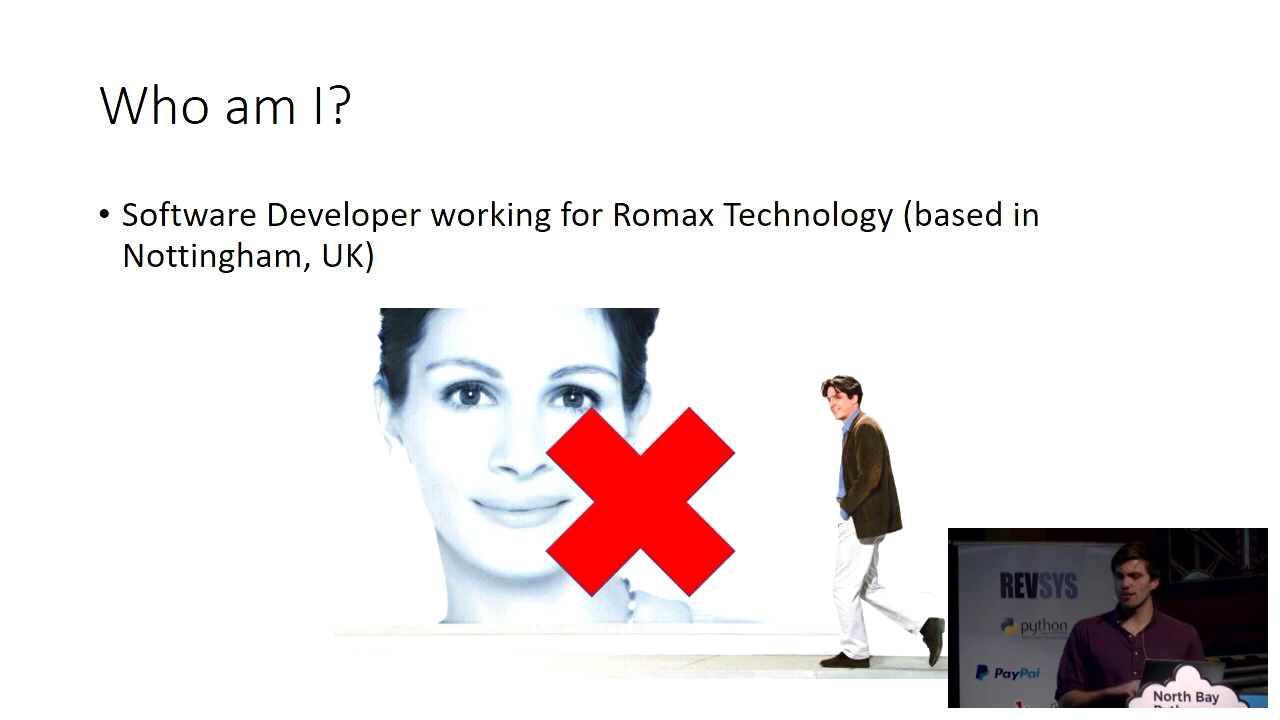 Who am I?
• Software Developer working for Romax Technology (based in
Nottingham, UK)
REVSYS
python
PayPal
North Bay